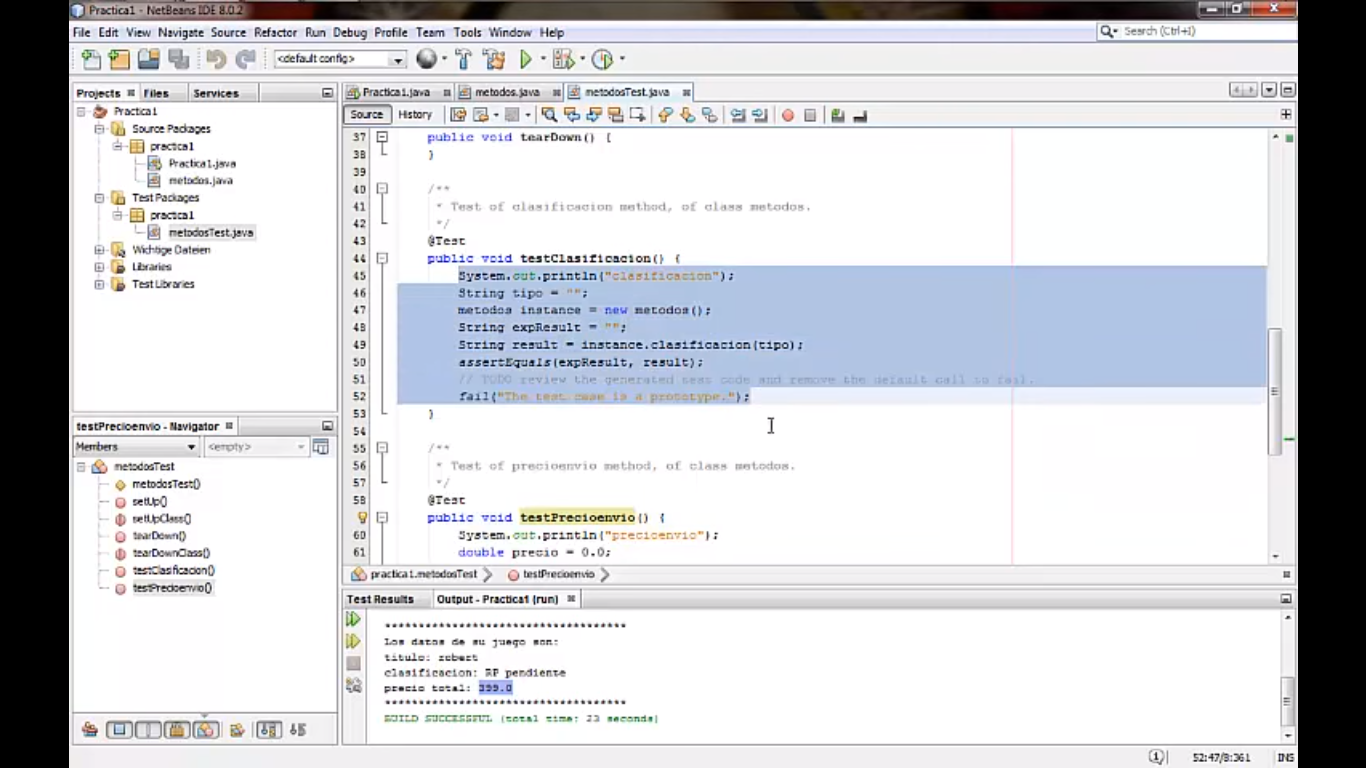 Practica1 - NetBeans IDE 8.0.2
File Edit View Navigate Source Refactor Run Debug Profile Team Tools Window Help
Search (Ctrl+I)
<default config>
Projects Files Services
Practica1
Source Packages
practica1
Practica1.java
metodos.java
Test Packages
practica1
metodosTest.java
Wichtige Dateien
Libraries
Test Libraries
testPrecioenvio - Navigator
Members <empty>
metodosTest
metodosTest()
setUp()
setUpClass()
tearDown()
tearDownClass()
testClasificacion()
testPrecioenvio()
Practica1.java metodos.java metodosTest.java
Source History
37 public void tearDown() {
38 }
39
40 /**
41 * Test of clasificacion method, of class metodos.
42 */
43 @Test
44 public void testClasificacion() {
45 System.out.println("clasificacion");
46 String tipo = "";
47 metodos instance = new metodos();
48 String expResult = "";
49 String result = instance.clasificacion(tipo);
50 assertEquals(expResult, result);
51 // TODO review the generated test code and remove the default call to fail.
52 fail("The test case is a prototype.");
53 }
54
55 /**
56 * Test of precioenvio method, of class metodos.
57 */
58 @Test
public void testPrecioenvio() {
60 System.out.println("precioenvio");
61 double precio = 0.0;
practica1.metodosTest testPrecioenvio
Test Results Output - Practica1 (run)
***********************************
Los datos de su juego son:
titulo: robert
clasificacion: RP pendiente
precio total: 399.0
***********************************
BUILD SUCCESSFUL (total time: 23 seconds)
52:47/8:361 INS